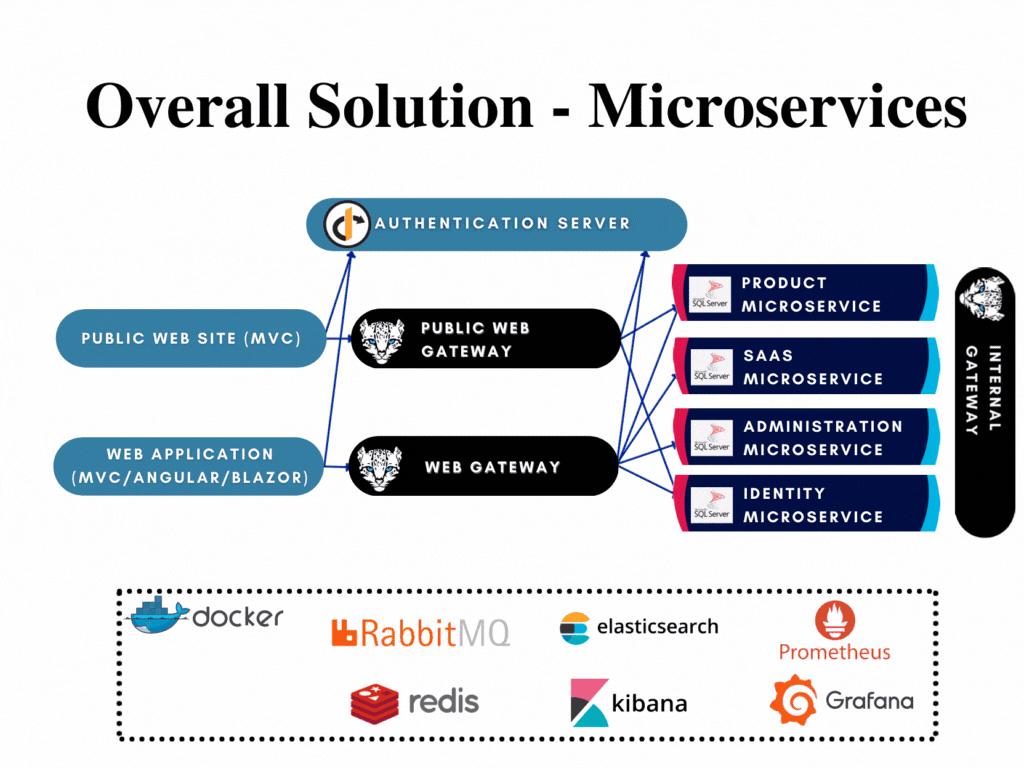 Overall Solution - Microservices
AUTHENTICATION SERVER
PUBLIC WEB SITE (MVC)
PUBLIC WEB
GATEWAY
WEB APPLICATION
(MVC/ANGULAR/BLAZOR)
WEB GATEWAY
SQL Server
PRODUCT
MICROSERVICE
SQL Server
SAAS
MICROSERVICE
SQL Server
ADMINISTRATION
MICROSERVICE
SQL Server
IDENTITY
MICROSERVICE
INTERNAL
GATEWAY
docker
RabbitMQ
elasticsearch
Prometheus
redis
kibana
Grafana